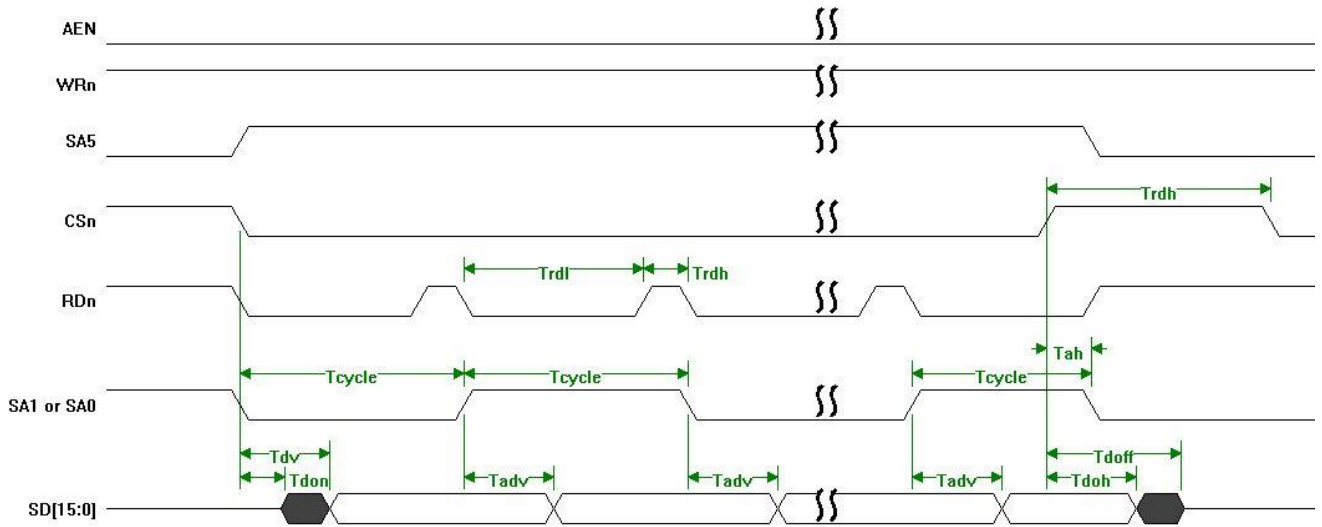 AEN
WRn
SA5
Trdh
CSn
Trdl Trdh
RDn
Tah
Tcycle Tcycle Tcycle
SA1 or SA0
Tdv Tdoff
Tdon Tadv Tadv Tadv Tdoh
SD[15:0]